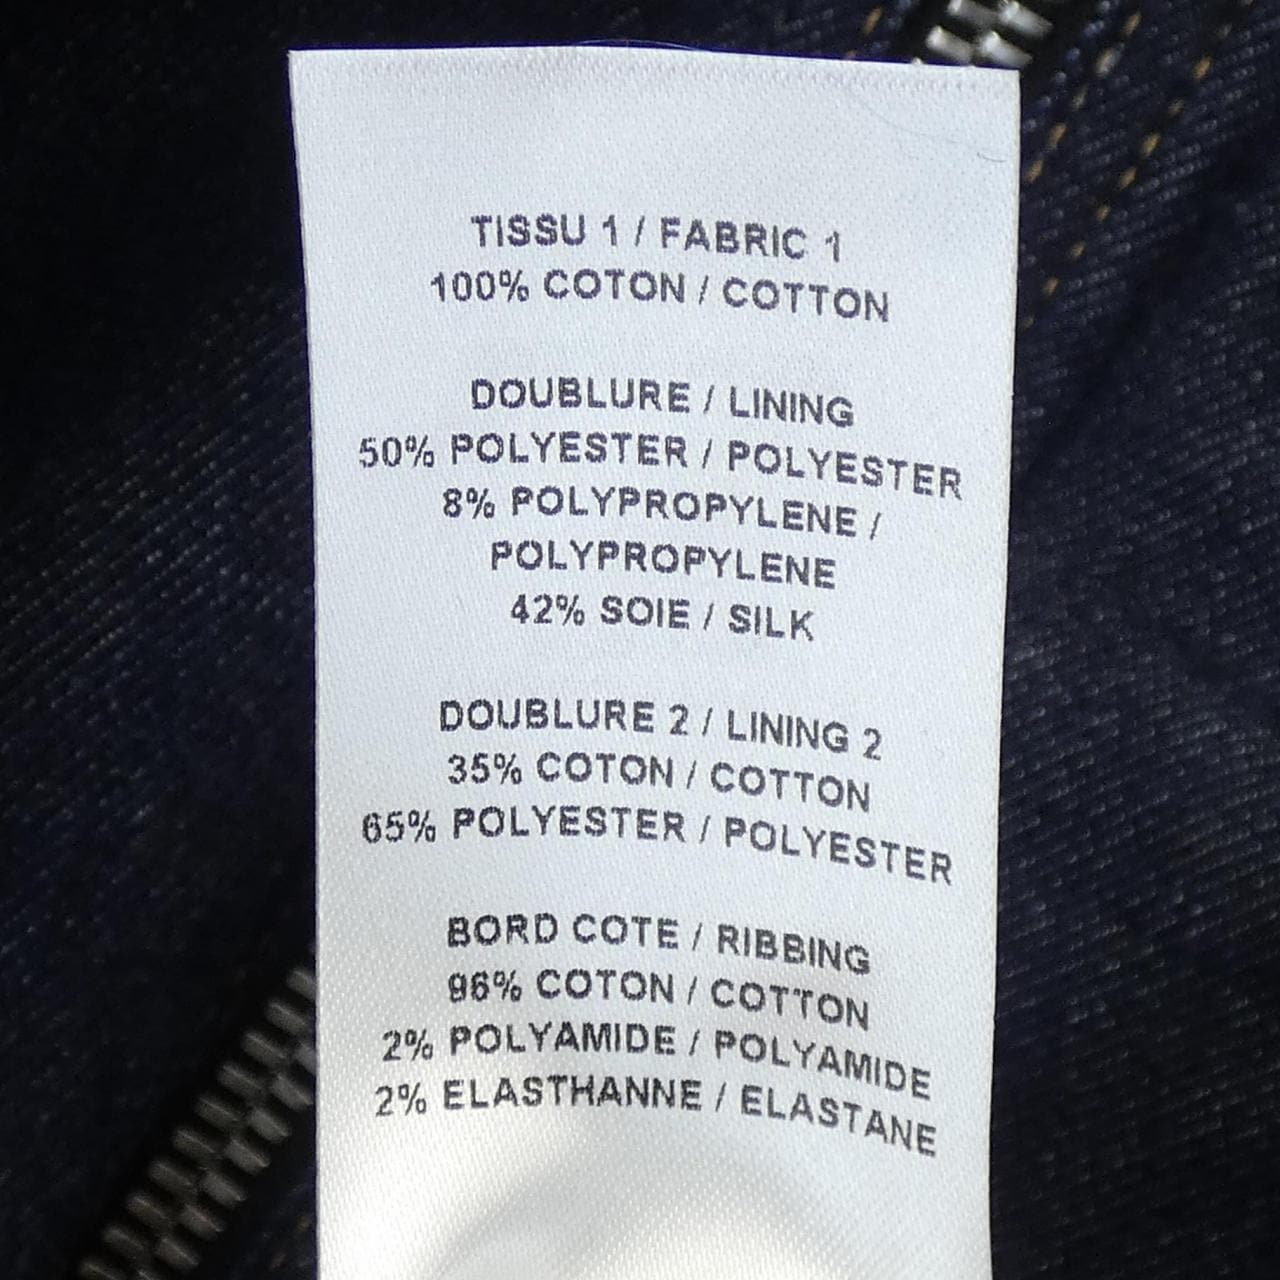 TISSU 1 / FABRIC 1
100% COTON / COTTON
DOUBLURE / LINING
50% POLYESTER / POLYESTER
8% POLYPROPYLENE /
POLYPROPYLENE
42% SOIE / SILK
DOUBLURE 2 / LINING 2
35% COTON / COTTON
65% POLYESTER / POLYESTER
BORD COTE / RIBBING
96% COTON / COTTON
2% POLYAMIDE / POLYAMIDE
2% ELASTHANNE / ELASTANE